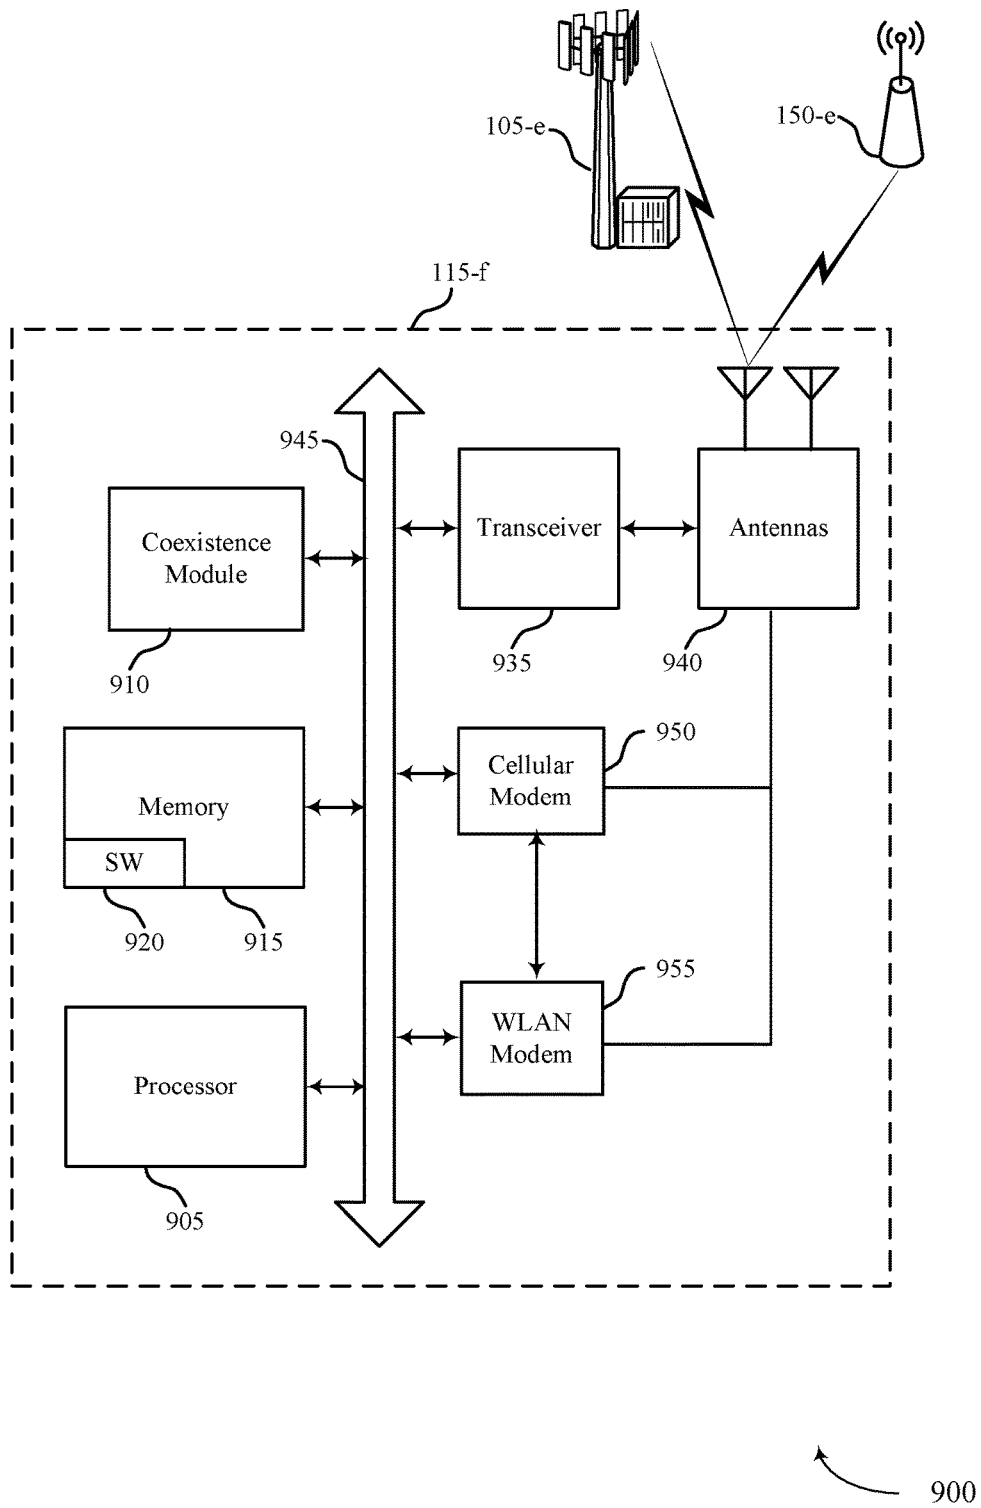 105-e
150-e
115-f
945
Transceiver
Antennas
Coexistence
Module
935
940
910
950
Cellular
Modem
Memory
SW
920
915
955
WLAN
Modem
Processor
905
900